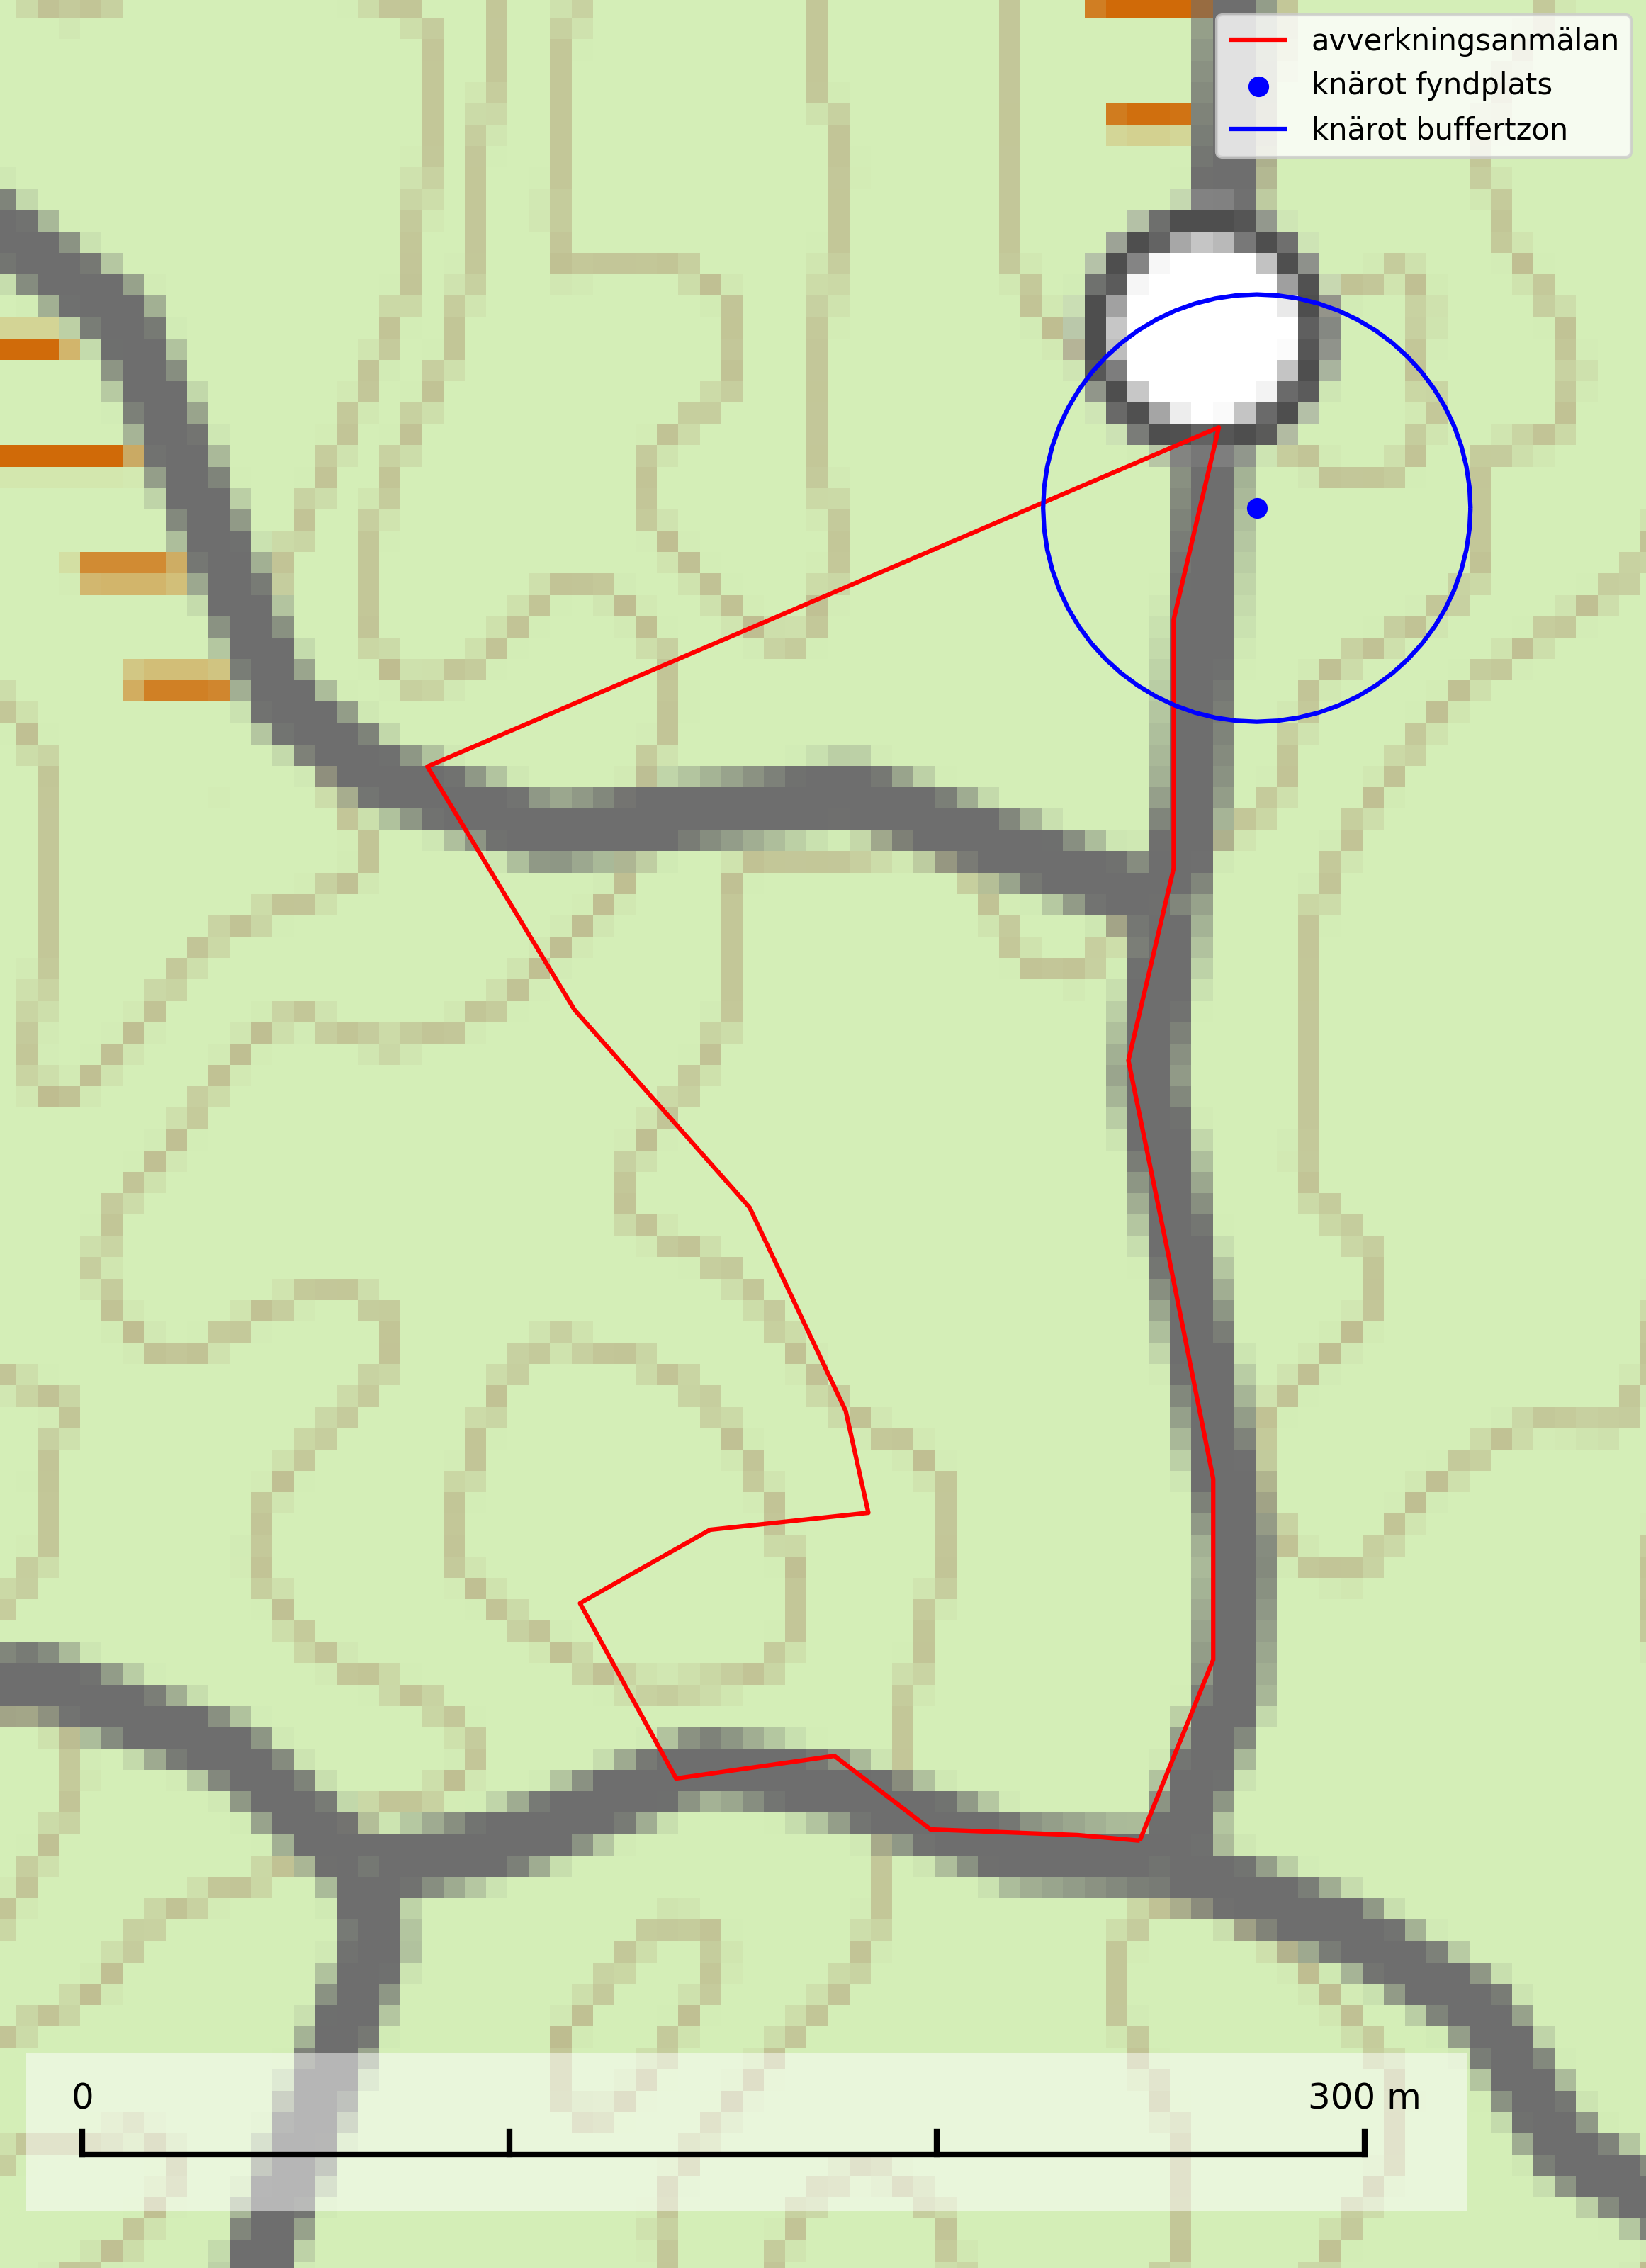 avverkningsanmälan
knärot fyndplats
knärot buffertzon
0 300 m